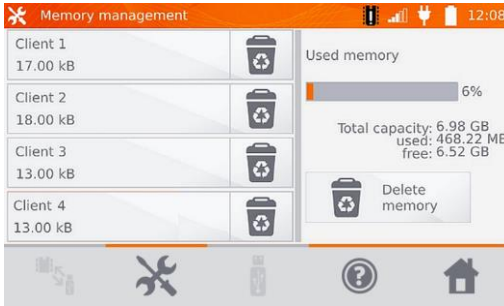 Memory management
12:08
Client 1
17.00 kB
Client 2
18.00 kB
Client 3
13.00 kB
Client 4
13.00 kB
Used memory
6%
Total capacity: 6.98 GB
used: 468.22 MB
free: 6.52 GB
Delete
memory